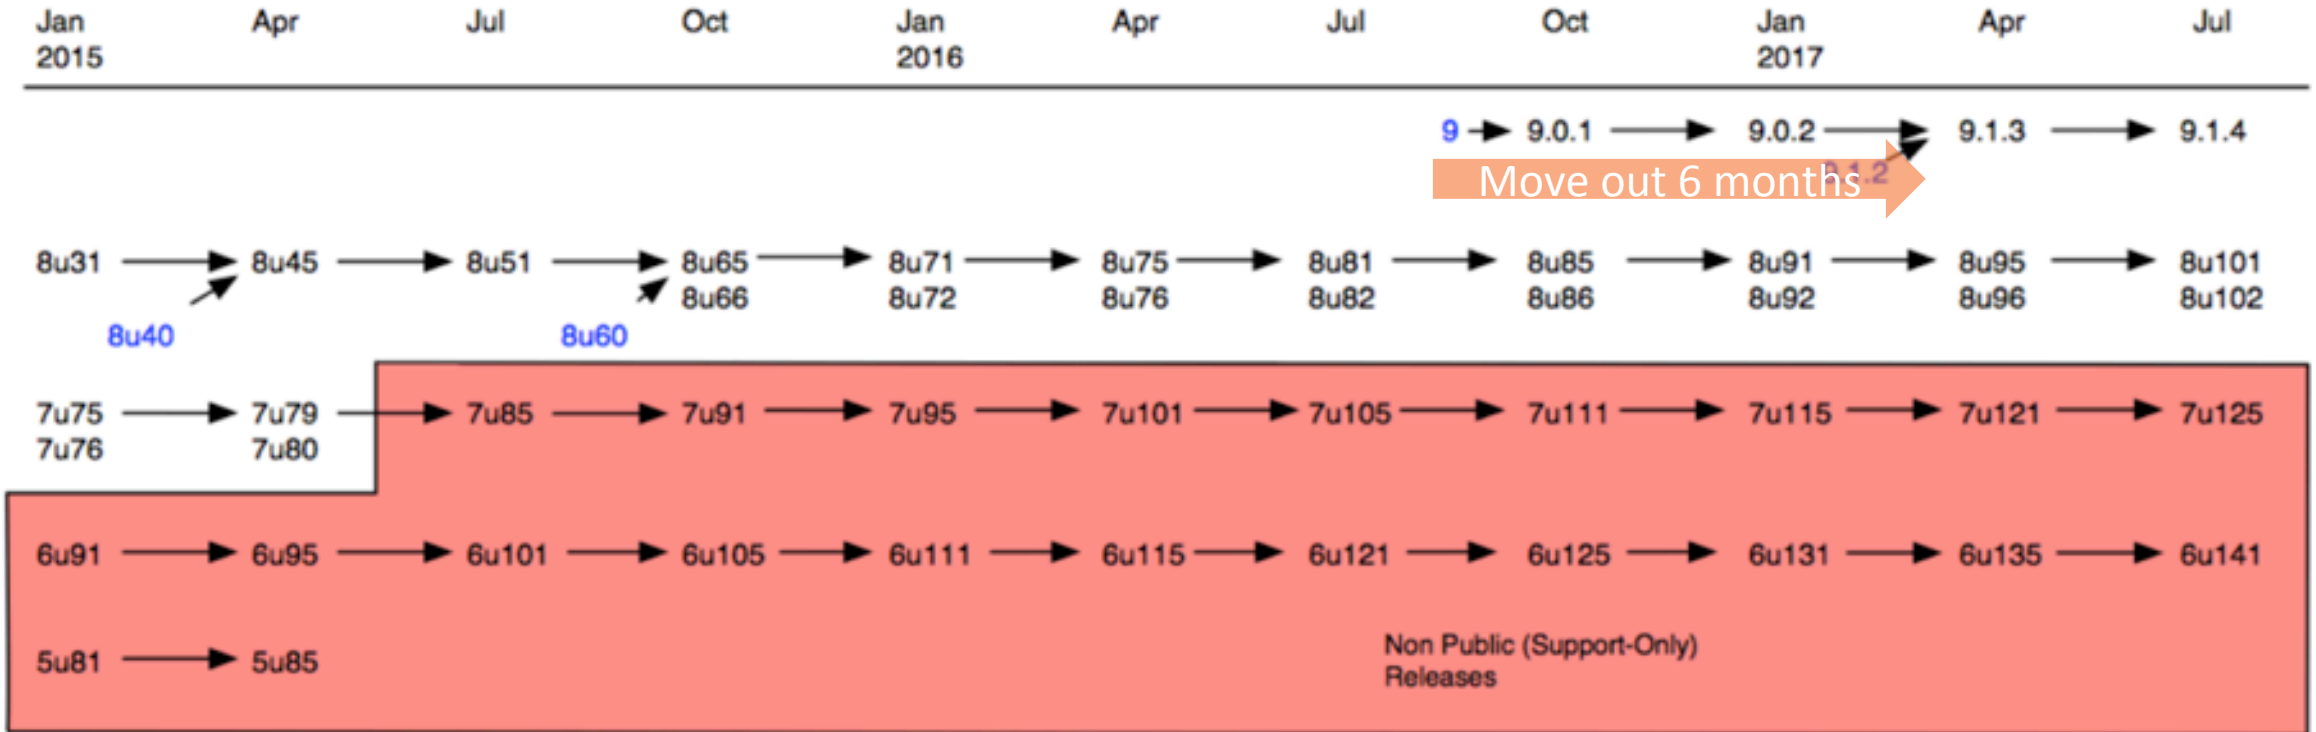 Jan Apr Jul Oct Jan Apr Jul Oct Jan Apr Jul
2015 2016 2017
9 9.0.1 9.0.2 9.1.3 9.1.4
Move out 6 months 9.1.2
8u31 8u45 8u51 8u65 8u71 8u75 8u81 8u85 8u91 8u95 8u101
8u66 8u72 8u76 8u82 8u86 8u92 8u96 8u102
8u40 8u60
7u75 7u79 7u85 7u91 7u95 7u101 7u105 7u111 7u115 7u121 7u125
7u76 7u80
6u91 6u95 6u101 6u105 6u111 6u115 6u121 6u125 6u131 6u135 6u141
Non Public (Support-Only)
5u81 5u85
Releases